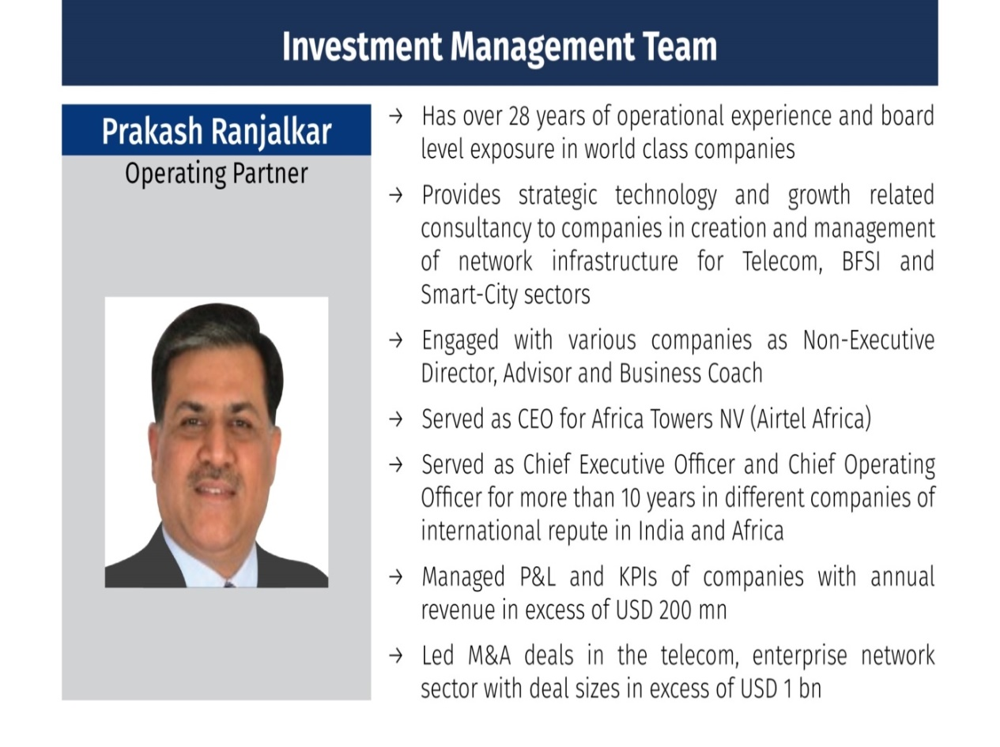 Investment Management Team
Prakash Ranjalkar
Operating Partner
→ Has over 28 years of operational experience and board
level exposure in world class companies
→ Provides strategic technology and growth related
consultancy to companies in creation and management
of network infrastructure for Telecom, BFSI and
Smart-City sectors
→ Engaged with various companies as Non-Executive
Director, Advisor and Business Coach
→ Served as CEO for Africa Towers NV (Airtel Africa)
→ Served as Chief Executive Officer and Chief Operating
Officer for more than 10 years in different companies of
international repute in India and Africa
→ Managed P&L and KPIs of companies with annual
revenue in excess of USD 200 mn
→ Led M&A deals in the telecom, enterprise network
sector with deal sizes in excess of USD 1 bn